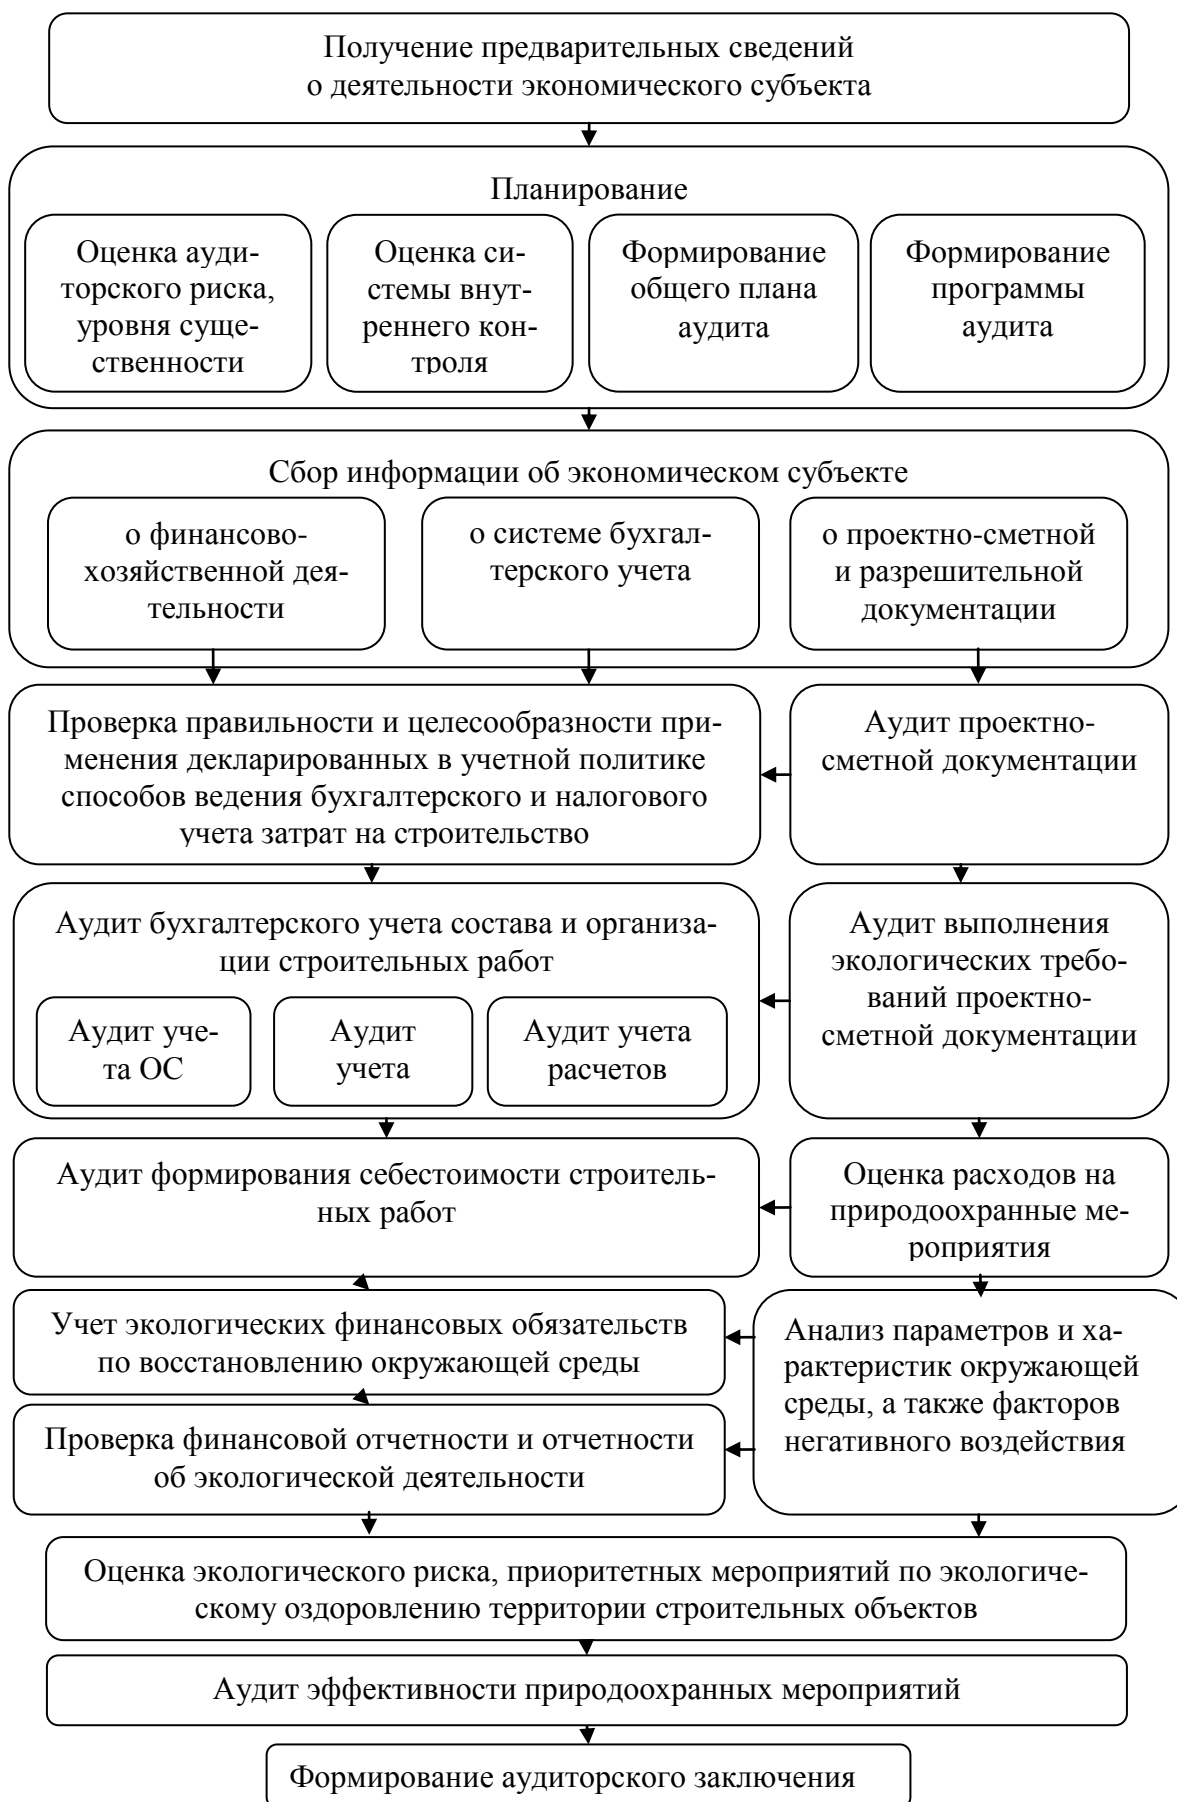 Получение предварительных сведений
о деятельности экономического субъекта
Планирование
Оценка ауди-
торского риска,
уровня суще-
ственности
Оценка си-
стемы внут-
реннего кон-
троля
Формирование
общего плана
аудита
Формирование
программы
аудита
Сбор информации об экономическом субъекте
о финансово-
хозяйственной дея-
тельности
о системе бухгал-
терского учета
о проектно-сметной
и разрешительной
документации
Проверка правильности и целесообразности при-
менения декларированных в учетной политике
способов ведения бухгалтерского и налогового
учета затрат на строительство
Аудит проектно-
сметной документации
Аудит бухгалтерского учета состава и организа-
ции строительных работ
Аудит уче-
та ОС
Аудит
учета
Аудит учета
расчетов
Аудит выполнения
экологических требо-
ваний проектно-
сметной документации
Аудит формирования себестоимости строитель-
ных работ
Оценка расходов на
природоохранные ме-
роприятия
Учет экологических финансовых обязательств
по восстановлению окружающей среды
Анализ параметров и ха-
рактеристик окружающей
среды, а также факторов
негативного воздействия
Проверка финансовой отчетности и отчетности
об экологической деятельности
Оценка экологического риска, приоритетных мероприятий по экологиче-
скому оздоровлению территории строительных объектов
Аудит эффективности природоохранных мероприятий
Формирование аудиторского заключения